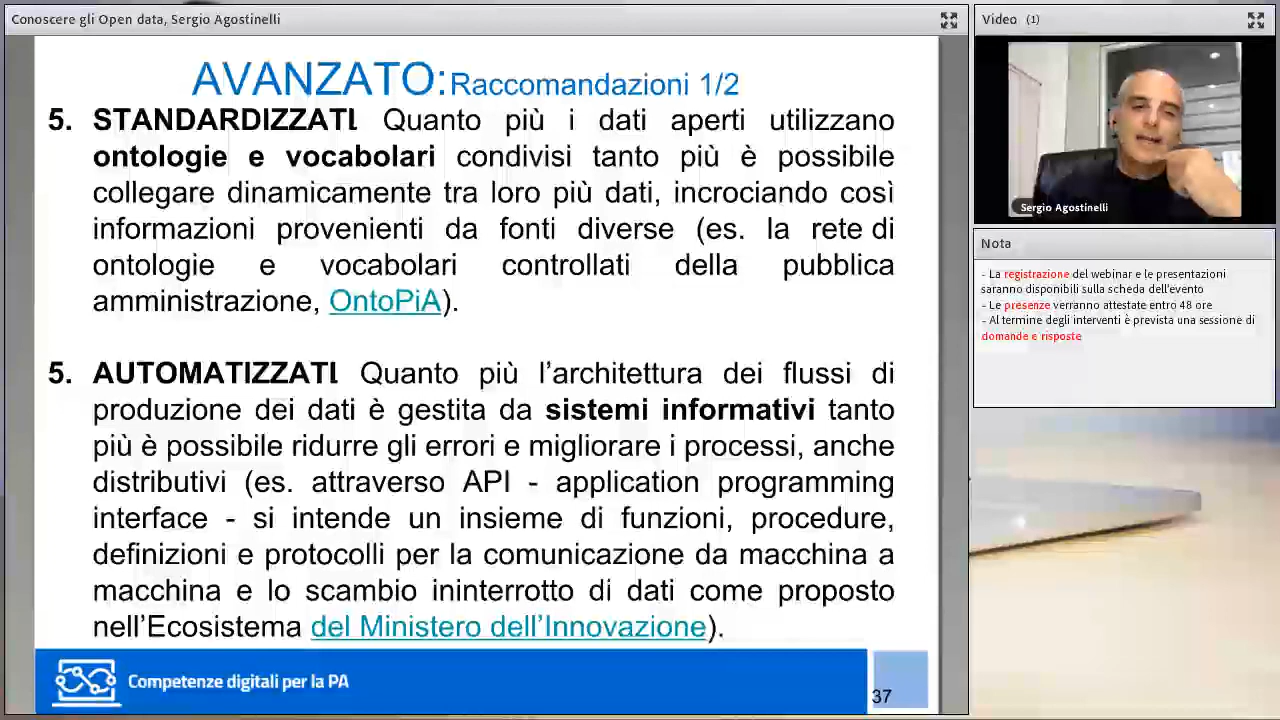 Conoscere gli Open data, Sergio Agostinelli
AVANZATO: Raccomandazioni 1/2
5. STANDARDIZZATI. Quanto più i dati aperti utilizzano
ontologie e vocabolari condivisi tanto più è possibile
collegare dinamicamente tra loro più dati, incrociando così
informazioni provenienti da fonti diverse (es. la rete di
ontologie e vocabolari controllati della pubblica
amministrazione, OntoPiA).
5. AUTOMATIZZATI. Quanto più l’architettura dei flussi di
produzione dei dati è gestita da sistemi informativi tanto
più è possibile ridurre gli errori e migliorare i processi, anche
distributivi (es. attraverso API - application programming
interface - si intende un insieme di funzioni, procedure,
definizioni e protocolli per la comunicazione da macchina a
macchina e lo scambio ininterrotto di dati come proposto
nell’Ecosistema del Ministero dell’Innovazione).
Competenze digitali per la PA
37
Video (1)
Sergio Agostinelli
Nota
- La registrazione del webinar e le presentazioni
saranno disponibili sulla scheda dell'evento
- Le presenze verranno attestate entro 48 ore
- Al termine degli interventi è prevista una sessione di
domande e risposte